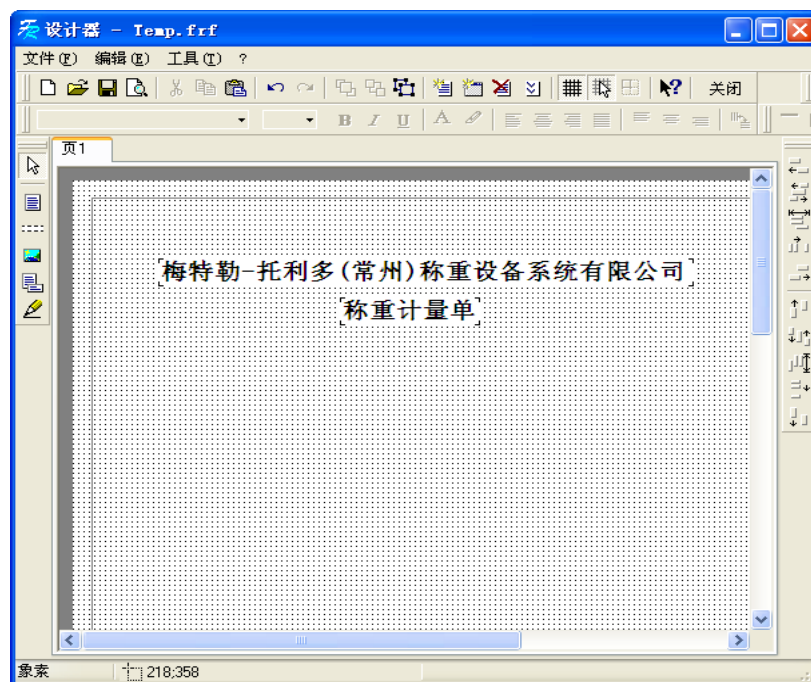 设计器 - Temp.frf
文件(F) 编辑(E) 工具(T) ?
关闭
B I U A
页1
梅特勒-托利多(常州)称重设备系统有限公司
称重计量单
象素 218;358